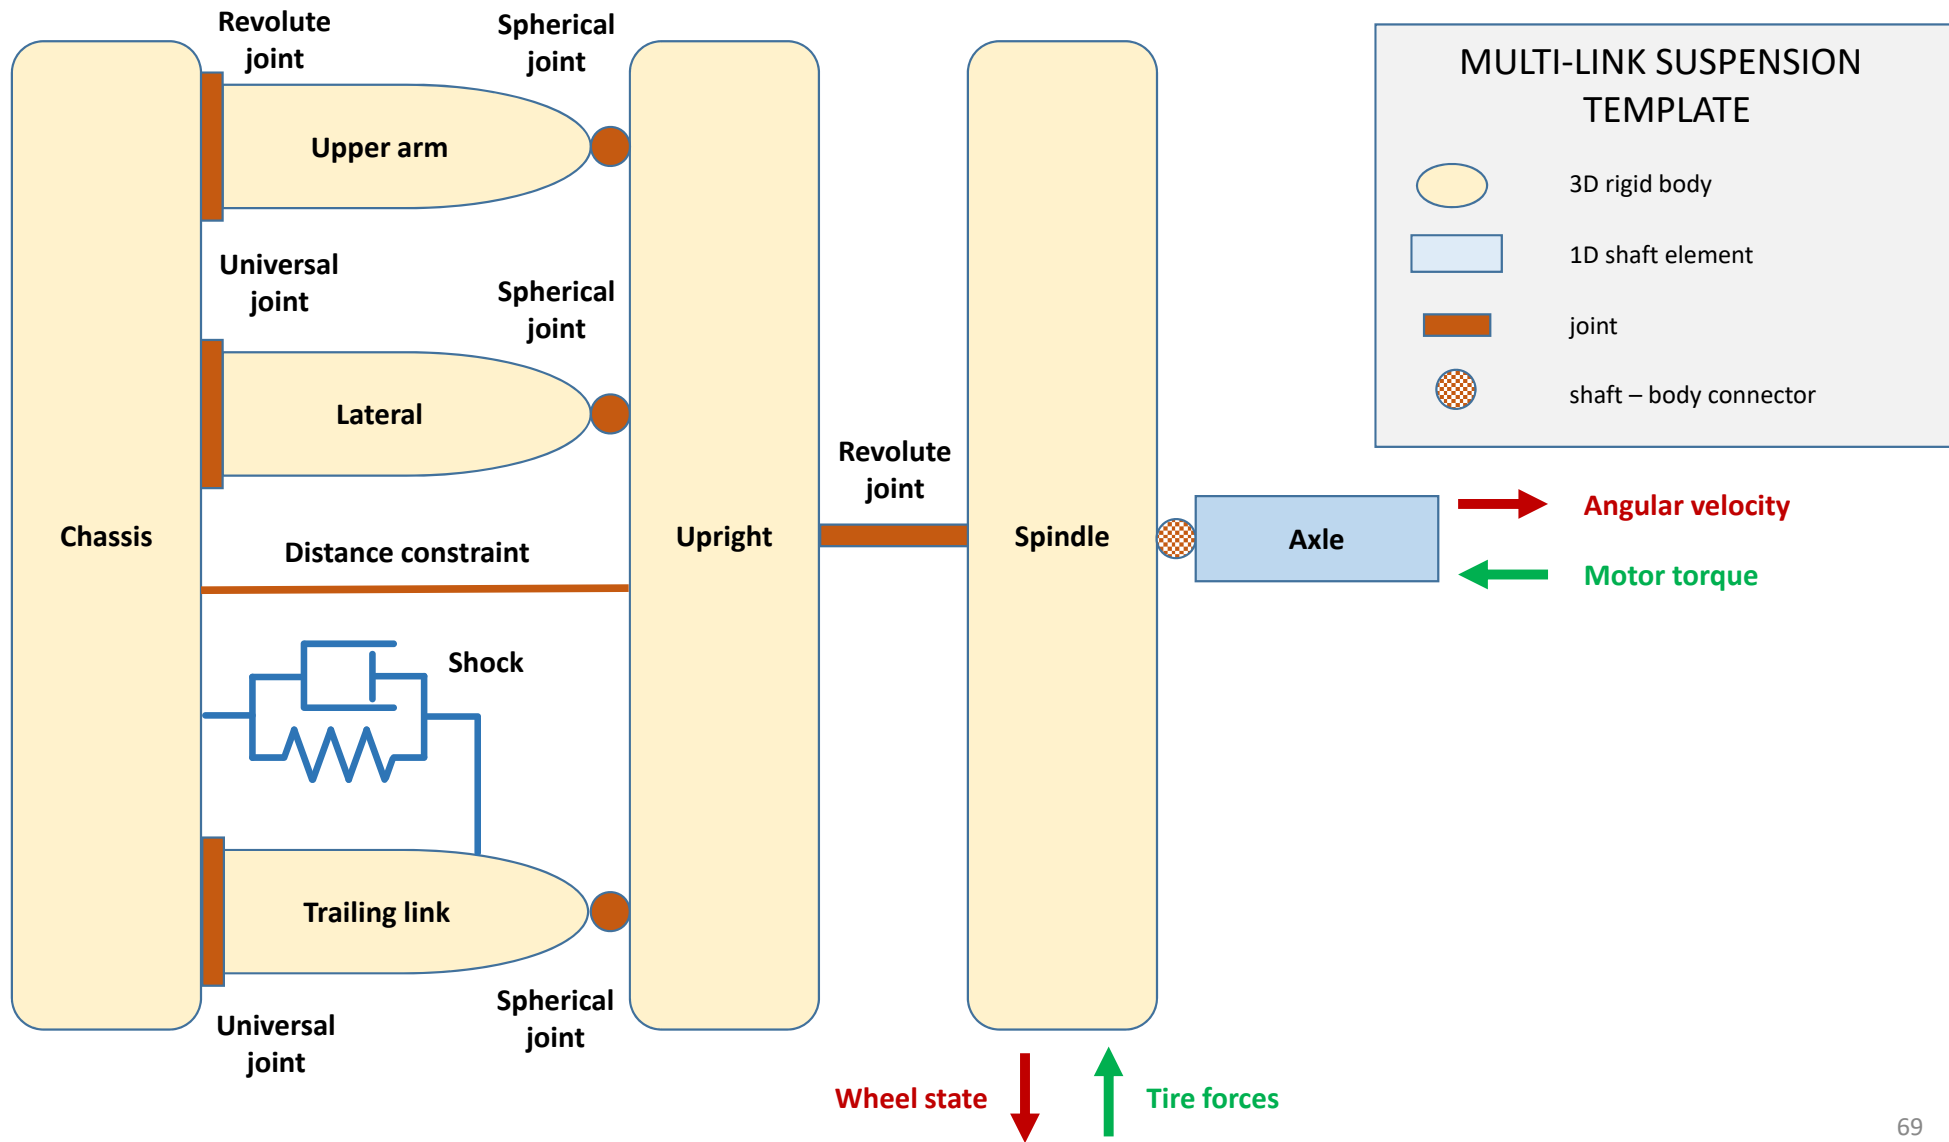 Revolute
joint
Spherical
joint
MULTI-LINK SUSPENSION
TEMPLATE
Upper arm
3D rigid body
1D shaft element
Universal
joint
Spherical
joint
joint
shaft – body connector
Lateral
Revolute
joint
Chassis
Distance constraint
Upright
Spindle
Axle
Angular velocity
Motor torque
Shock
Trailing link
Universal
joint
Spherical
joint
Wheel state
Tire forces
69